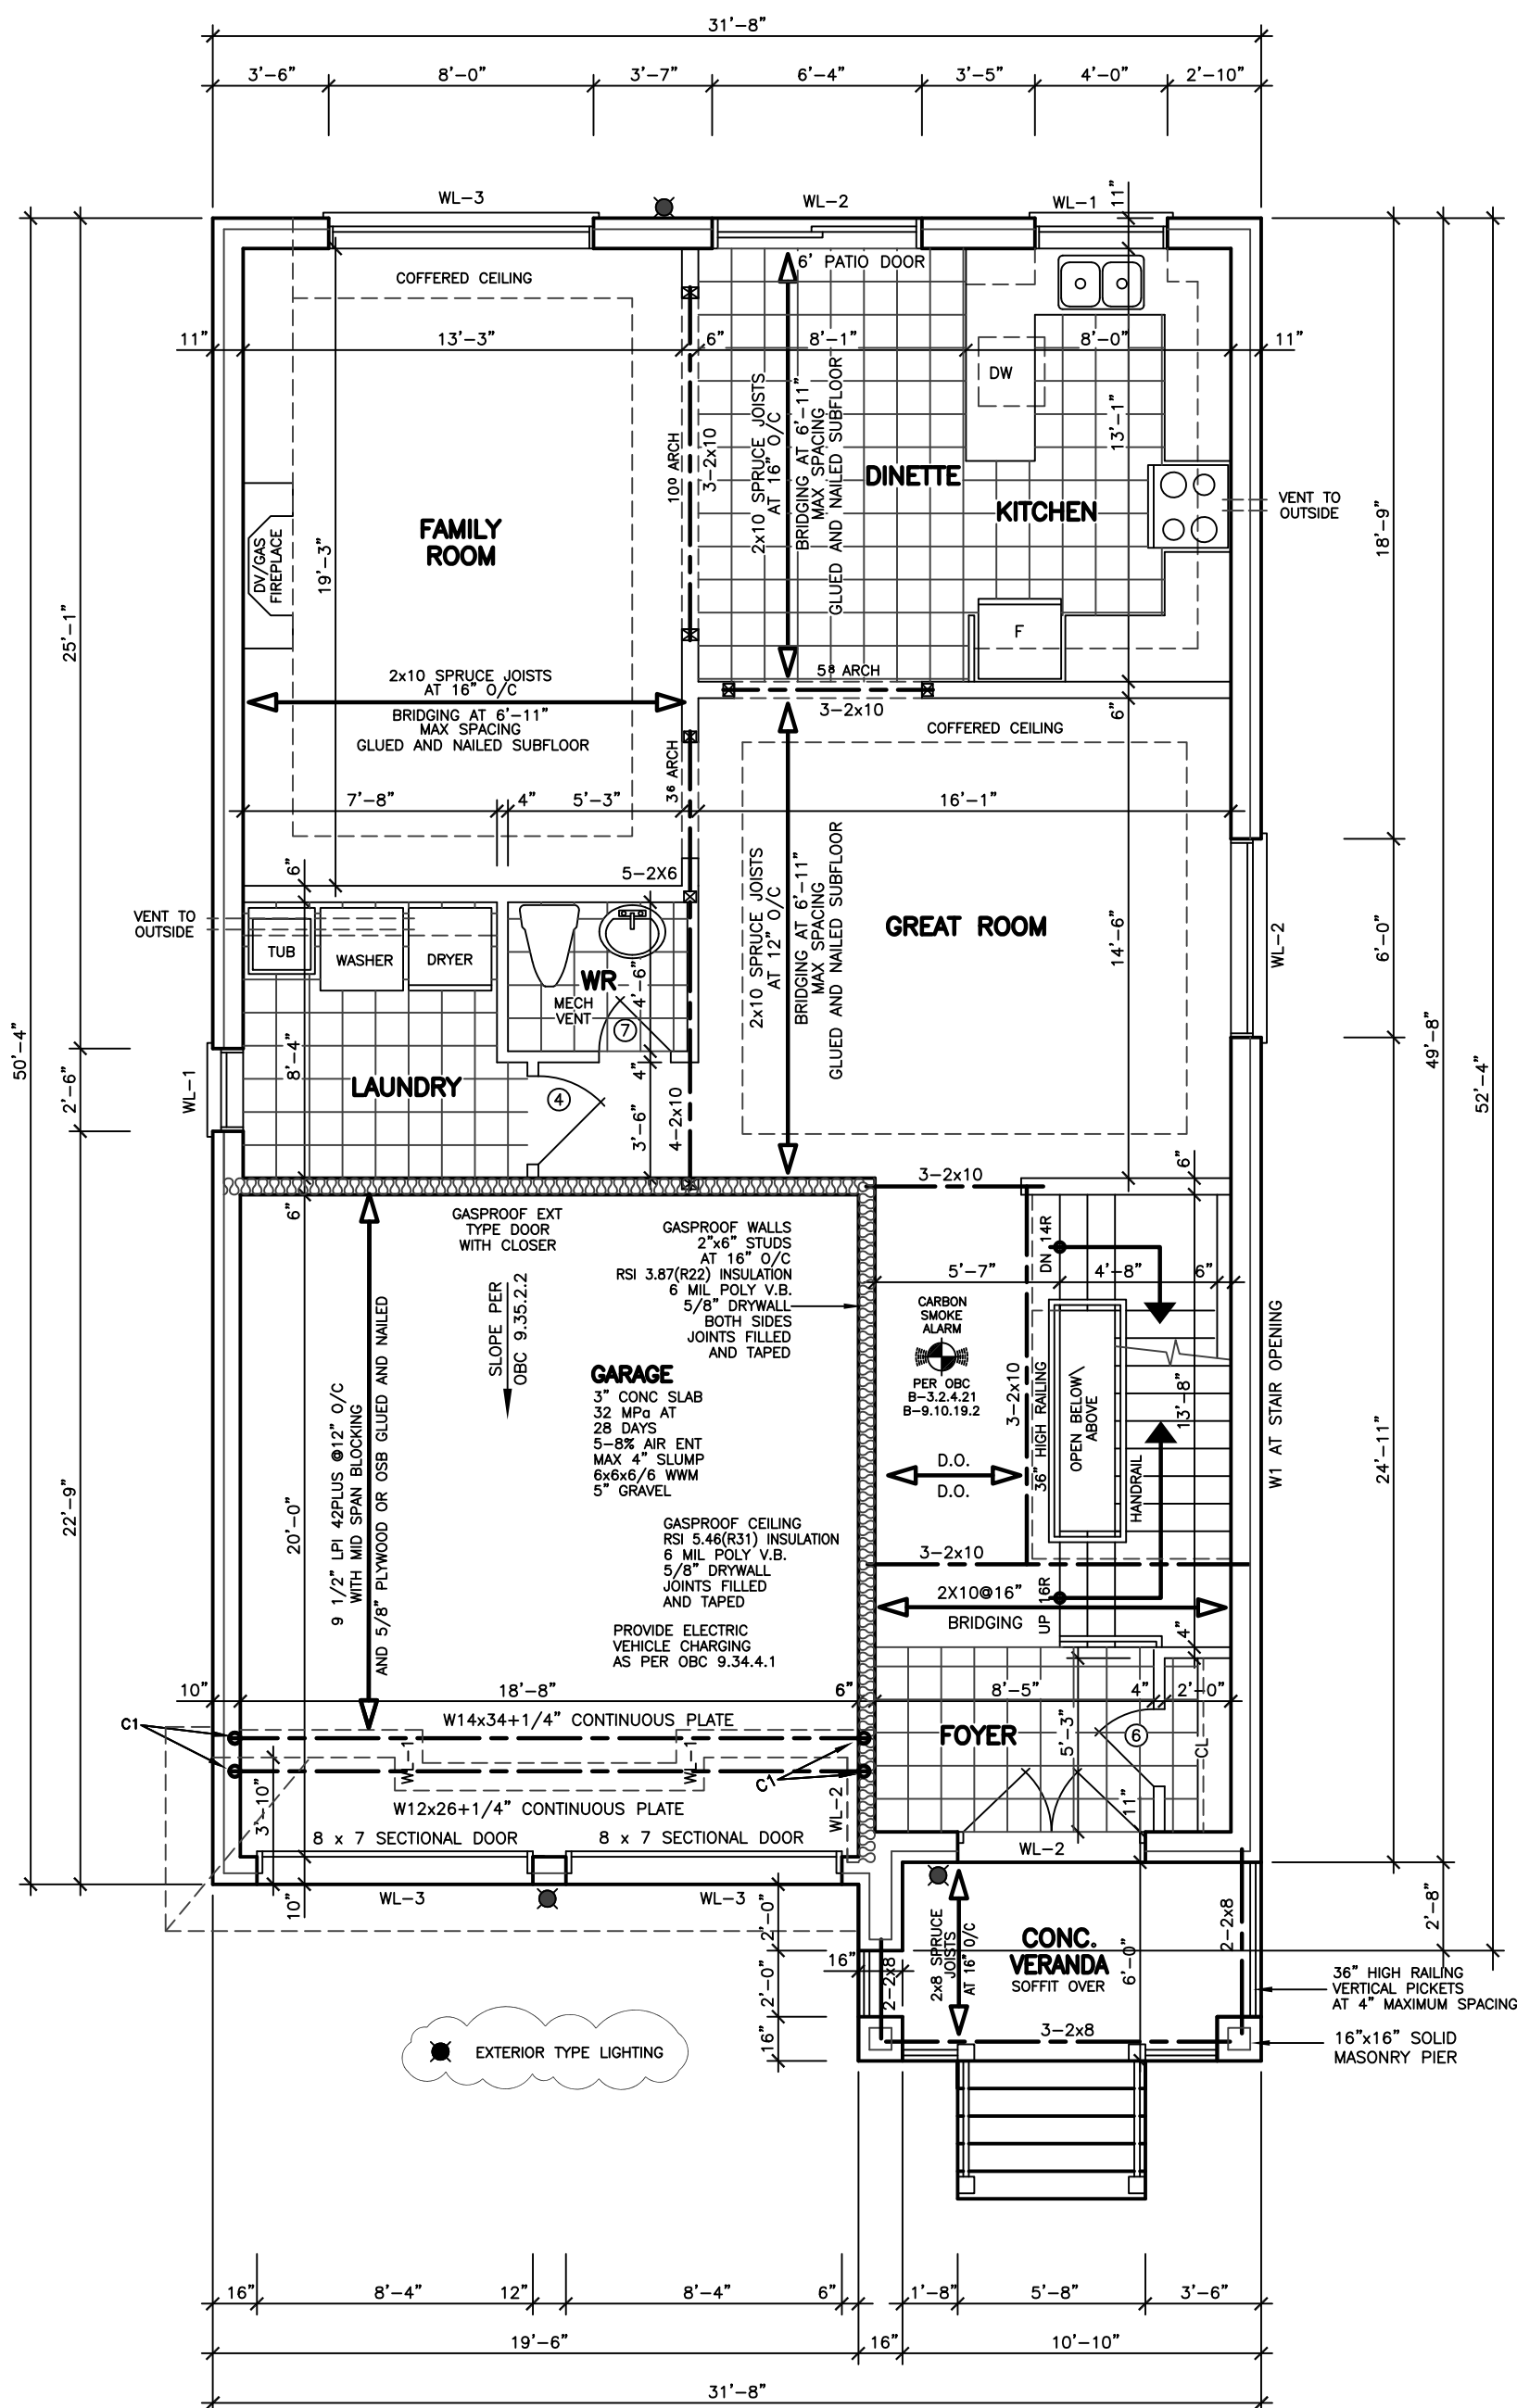 31'-8"
3'-6"
8'-0"
3'-7"
6'-4"
3'-5"
4'-0"
2'-10"
WL-3
WL-2
WL-1
11"
COFFERED CEILING
6' PATIO DOOR
11"
13'-3"
6"
8'-1"
8'-0"
11"
DW
2x10 SPRUCE JOISTS
AT 16" O/C
BRIDGING AT 6'-11"
MAX SPACING
GLUED AND NAILED SUBFLOOR
10⁰ ARCH
3-2x10
13'-1"
DINETTE
KITCHEN
VENT TO
OUTSIDE
FAMILY
ROOM
DV/GAS
FIREPLACE
19'-3"
18'-9"
25'-1"
F
2x10 SPRUCE JOISTS
AT 16" O/C
BRIDGING AT 6'-11"
MAX SPACING
GLUED AND NAILED SUBFLOOR
5⁸ ARCH
3-2x10
6"
COFFERED CEILING
3⁶ ARCH
7'-8"
4"
5'-3"
16'-1"
6"
5-2X6
2x10 SPRUCE JOISTS
AT 12" O/C
BRIDGING AT 6'-11"
MAX SPACING
GLUED AND NAILED SUBFLOOR
GREAT ROOM
14'-6"
WL-2
6'-0"
VENT TO
OUTSIDE
TUB
WASHER
DRYER
WR
MECH
VENT
4'-6"
7
50'-4"
49'-8"
52'-4"
2'-6"
WL-1
8'-4"
LAUNDRY
4
4"
3'-6"
4-2x10
3-2x10
6"
6"
GASPROOF EXT
TYPE DOOR
WITH CLOSER
GASPROOF WALLS
2"x6" STUDS
AT 16" O/C
RSI 3.87(R22) INSULATION
6 MIL POLY V.B.
5/8" DRYWALL
BOTH SIDES
JOINTS FILLED
AND TAPED
SLOPE PER
OBC 9.35.2.2
DN 14R
5'-7"
4'-8"
6"
CARBON
SMOKE
ALARM
PER OBC
B-3.2.4.21
B-9.10.19.2
3-2x10
36" HIGH RAILING
OPEN BELOW\
ABOVE
HANDRAIL
13'-8"
W1 AT STAIR OPENING
24'-11"
GARAGE
3" CONC SLAB
32 MPa AT
28 DAYS
5-8% AIR ENT
MAX 4" SLUMP
6x6x6/6 WWM
5" GRAVEL
9 1/2" LPI 42PLUS @12" O/C
WITH MID SPAN BLOCKING
AND 5/8" PLYWOOD OR OSB GLUED AND NAILED
20'-0"
22'-9"
D.O.
D.O.
GASPROOF CEILING
RSI 5.46(R31) INSULATION
6 MIL POLY V.B.
5/8" DRYWALL
JOINTS FILLED
AND TAPED
3-2x10
2X10@16"
BRIDGING
UP 16R
4"
PROVIDE ELECTRIC
VEHICLE CHARGING
AS PER OBC 9.34.4.1
10"
18'-8"
6"
8'-5"
4"
2'-0"
C1
W14x34+1/4" CONTINUOUS PLATE
WL-1
WL-1
C1
FOYER
5'-3"
6
CL
11"
3'-10"
W12x26+1/4" CONTINUOUS PLATE
WL-2
8 x 7 SECTIONAL DOOR
8 x 7 SECTIONAL DOOR
WL-2
10"
WL-3
WL-3
2'-0"
2'-0"
16"
16"
2-2x8
2x8 SPRUCE
JOISTS
AT 16" O/C
CONC.
VERANDA
SOFFIT OVER
6'-0"
2-2x8
2'-8"
3-2x8
36" HIGH RAILING
VERTICAL PICKETS
AT 4" MAXIMUM SPACING
16"x16" SOLID
MASONRY PIER
EXTERIOR TYPE LIGHTING
16"
8'-4"
12"
8'-4"
6"
1'-8"
5'-8"
3'-6"
19'-6"
16"
10'-10"
31'-8"